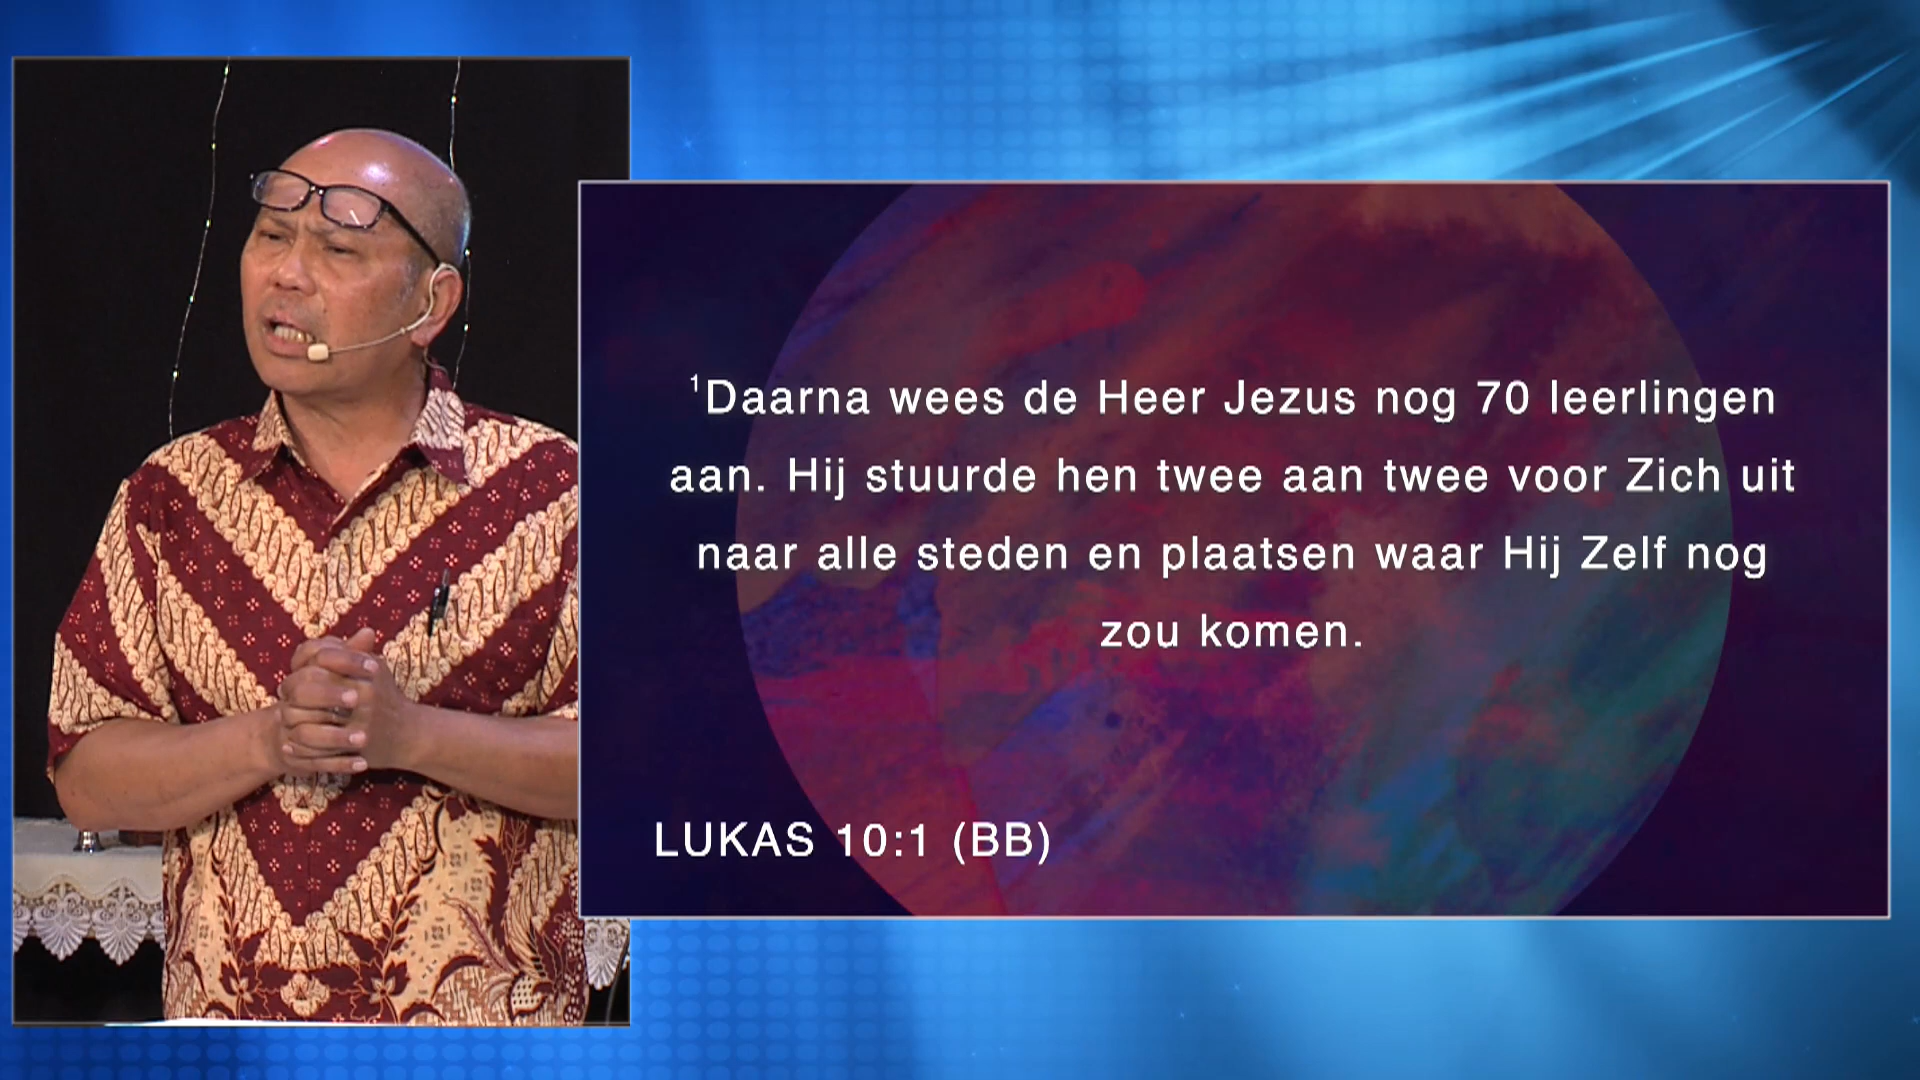 ¹Daarna wees de Heer Jezus nog 70 leerlingen
aan. Hij stuurde hen twee aan twee voor Zich uit
naar alle steden en plaatsen waar Hij Zelf nog
zou komen.
LUKAS 10:1 (BB)